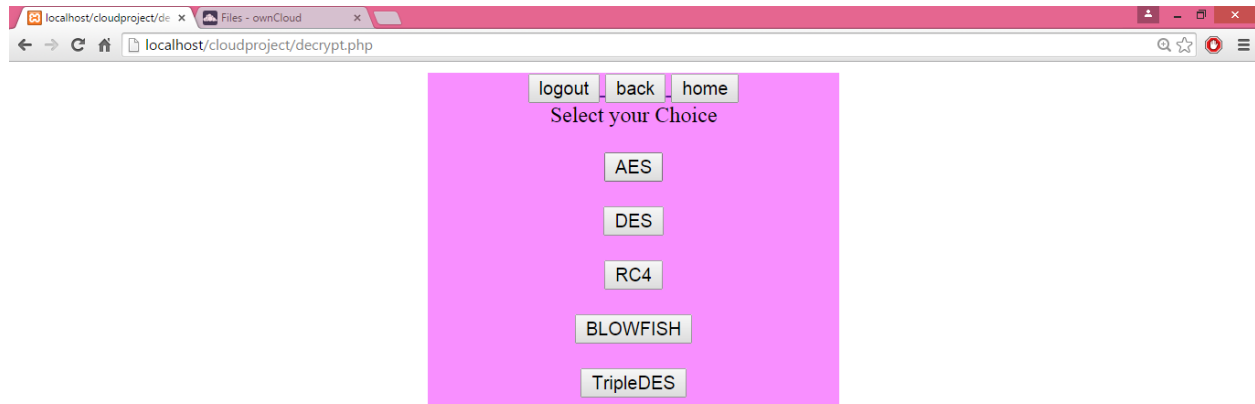 localhost/cloudproject/de
Files - ownCloud
localhost/cloudproject/decrypt.php
logout back home
Select your Choice
AES
DES
RC4
BLOWFISH
TripleDES